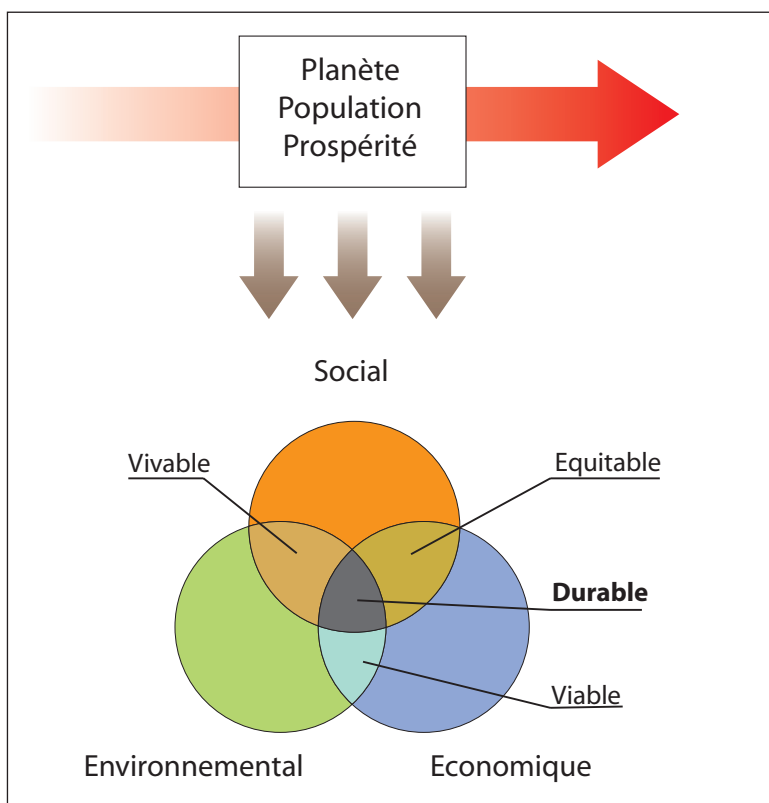 Planète
Population
Prospérité
Social
Vivable
Equitable
Durable
Viable
Environnemental
Economique